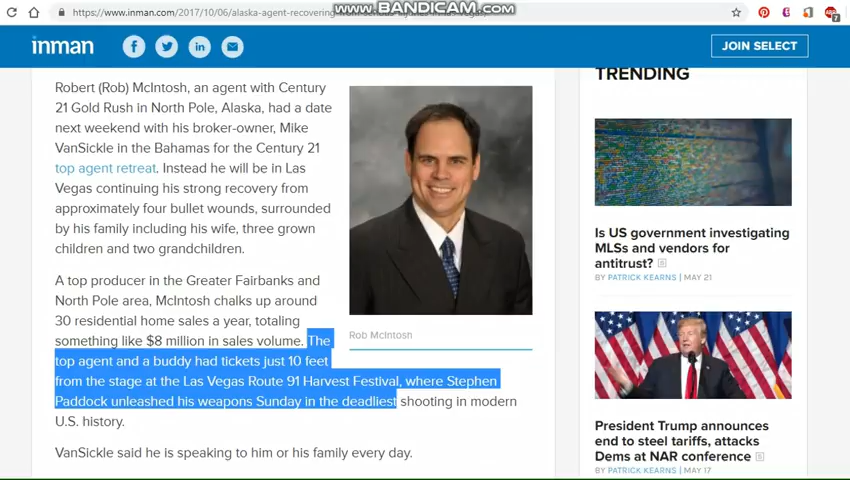 www.BANDICAM.com
https://www.inman.com/2017/10/06/alaska-agent-recovering
inman
JOIN SELECT
TRENDING
Robert (Rob) McIntosh, an agent with Century
21 Gold Rush in North Pole, Alaska, had a date
next weekend with his broker-owner, Mike
VanSickle in the Bahamas for the Century 21
top agent retreat. Instead he will be in Las
Vegas continuing his strong recovery from
approximately four bullet wounds, surrounded
by his family including his wife, three grown
children and two grandchildren.
A top producer in the Greater Fairbanks and
North Pole area, McIntosh chalks up around
30 residential home sales a year, totaling
something like $8 million in sales volume. The
top agent and a buddy had tickets just 10 feet
from the stage at the Las Vegas Route 91 Harvest Festival, where Stephen
Paddock unleashed his weapons Sunday in the deadliest shooting in modern
U.S. history.
VanSickle said he is speaking to him or his family every day.
Rob McIntosh
Is US government investigating
MLSs and vendors for
antitrust?
BY PATRICK KEARNS | MAY 21
President Trump announces
end to steel tariffs, attacks
Dems at NAR conference
BY PATRICK KEARNS | MAY 17